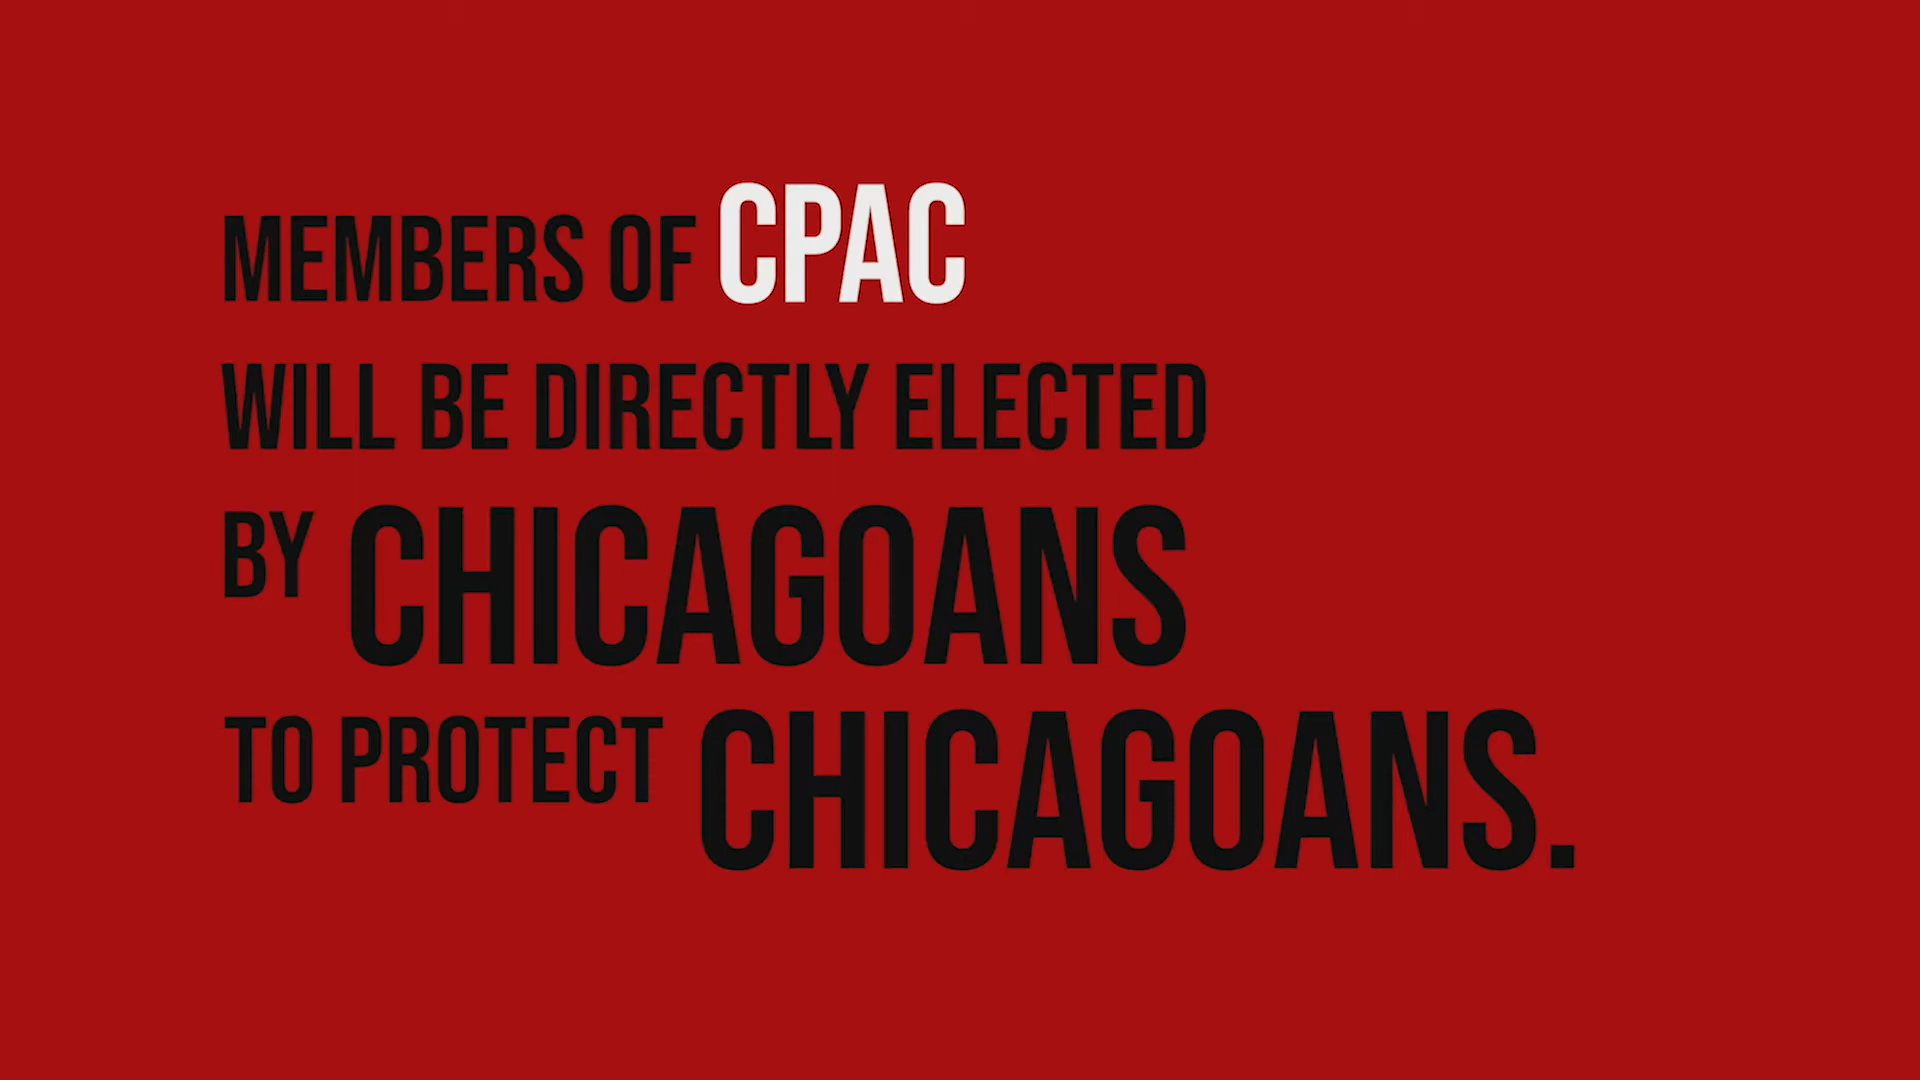 MEMBERS OF CPAC
WILL BE DIRECTLY ELECTED
BY CHICAGOANS
TO PROTECT CHICAGOANS.